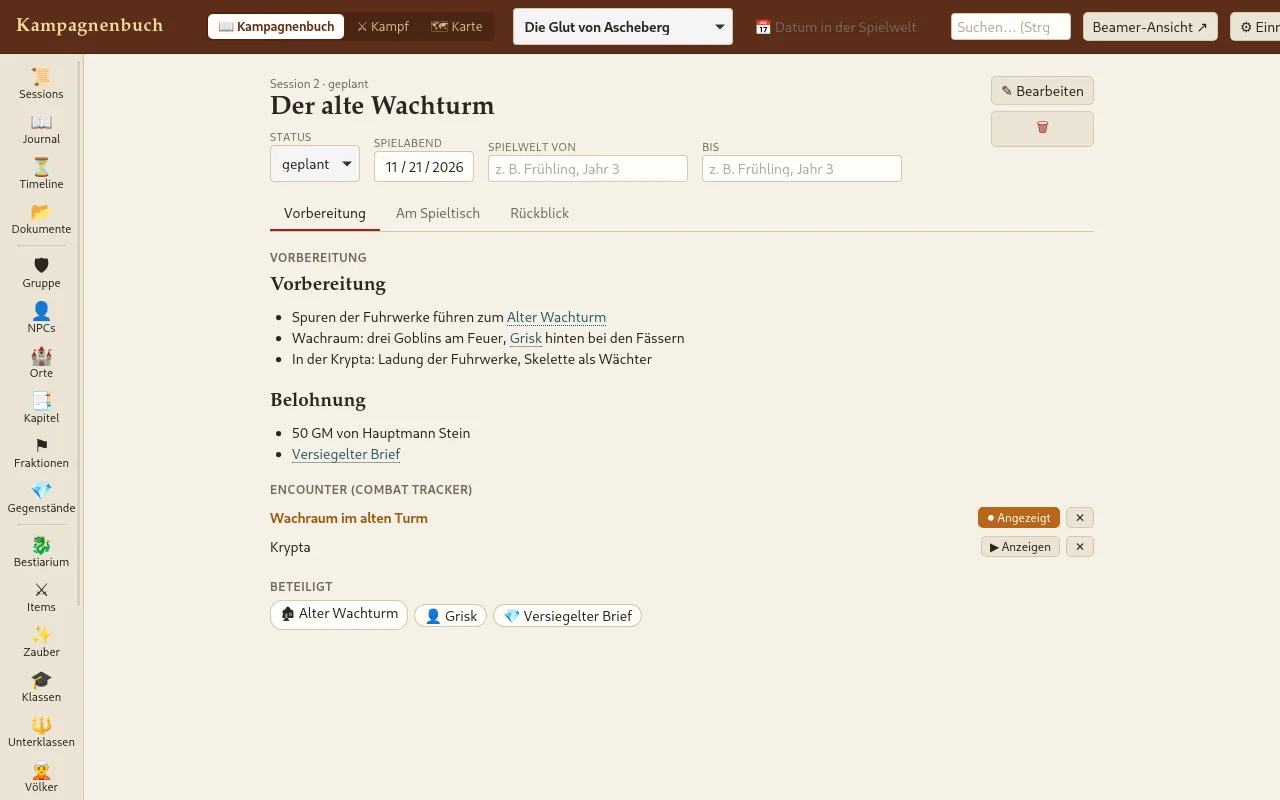 Kampagnenbuch
Kampagnenbuch
Kampf
Karte
Die Glut von Ascheberg
Datum in der Spielwelt
Suchen… (Strg
Beamer-Ansicht ↗
Einr
Sessions
Journal
Timeline
Dokumente
Gruppe
NPCs
Orte
Kapitel
Fraktionen
Gegenstände
Bestiarium
Items
Zauber
Klassen
Unterklassen
Völker
Session 2 · geplant
Der alte Wachturm
✎ Bearbeiten
STATUS
geplant
SPIELABEND
11 / 21 / 2026
SPIELWELT VON
z. B. Frühling, Jahr 3
BIS
z. B. Frühling, Jahr 3
Vorbereitung
Am Spieltisch
Rückblick
VORBEREITUNG
Vorbereitung
• Spuren der Fuhrwerke führen zum Alter Wachturm
• Wachraum: drei Goblins am Feuer, Grisk hinten bei den Fässern
• In der Krypta: Ladung der Fuhrwerke, Skelette als Wächter
Belohnung
• 50 GM von Hauptmann Stein
• Versiegelter Brief
ENCOUNTER (COMBAT TRACKER)
Wachraum im alten Turm
● Angezeigt
✕
Krypta
▶ Anzeigen
✕
BETEILIGT
Alter Wachturm
Grisk
Versiegelter Brief